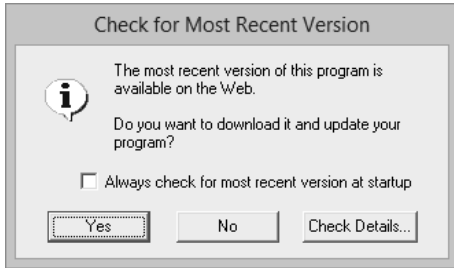 Check for Most Recent Version
The most recent version of this program is
available on the Web.
Do you want to download it and update your
program?
Always check for most recent version at startup
Yes
No
Check Details...